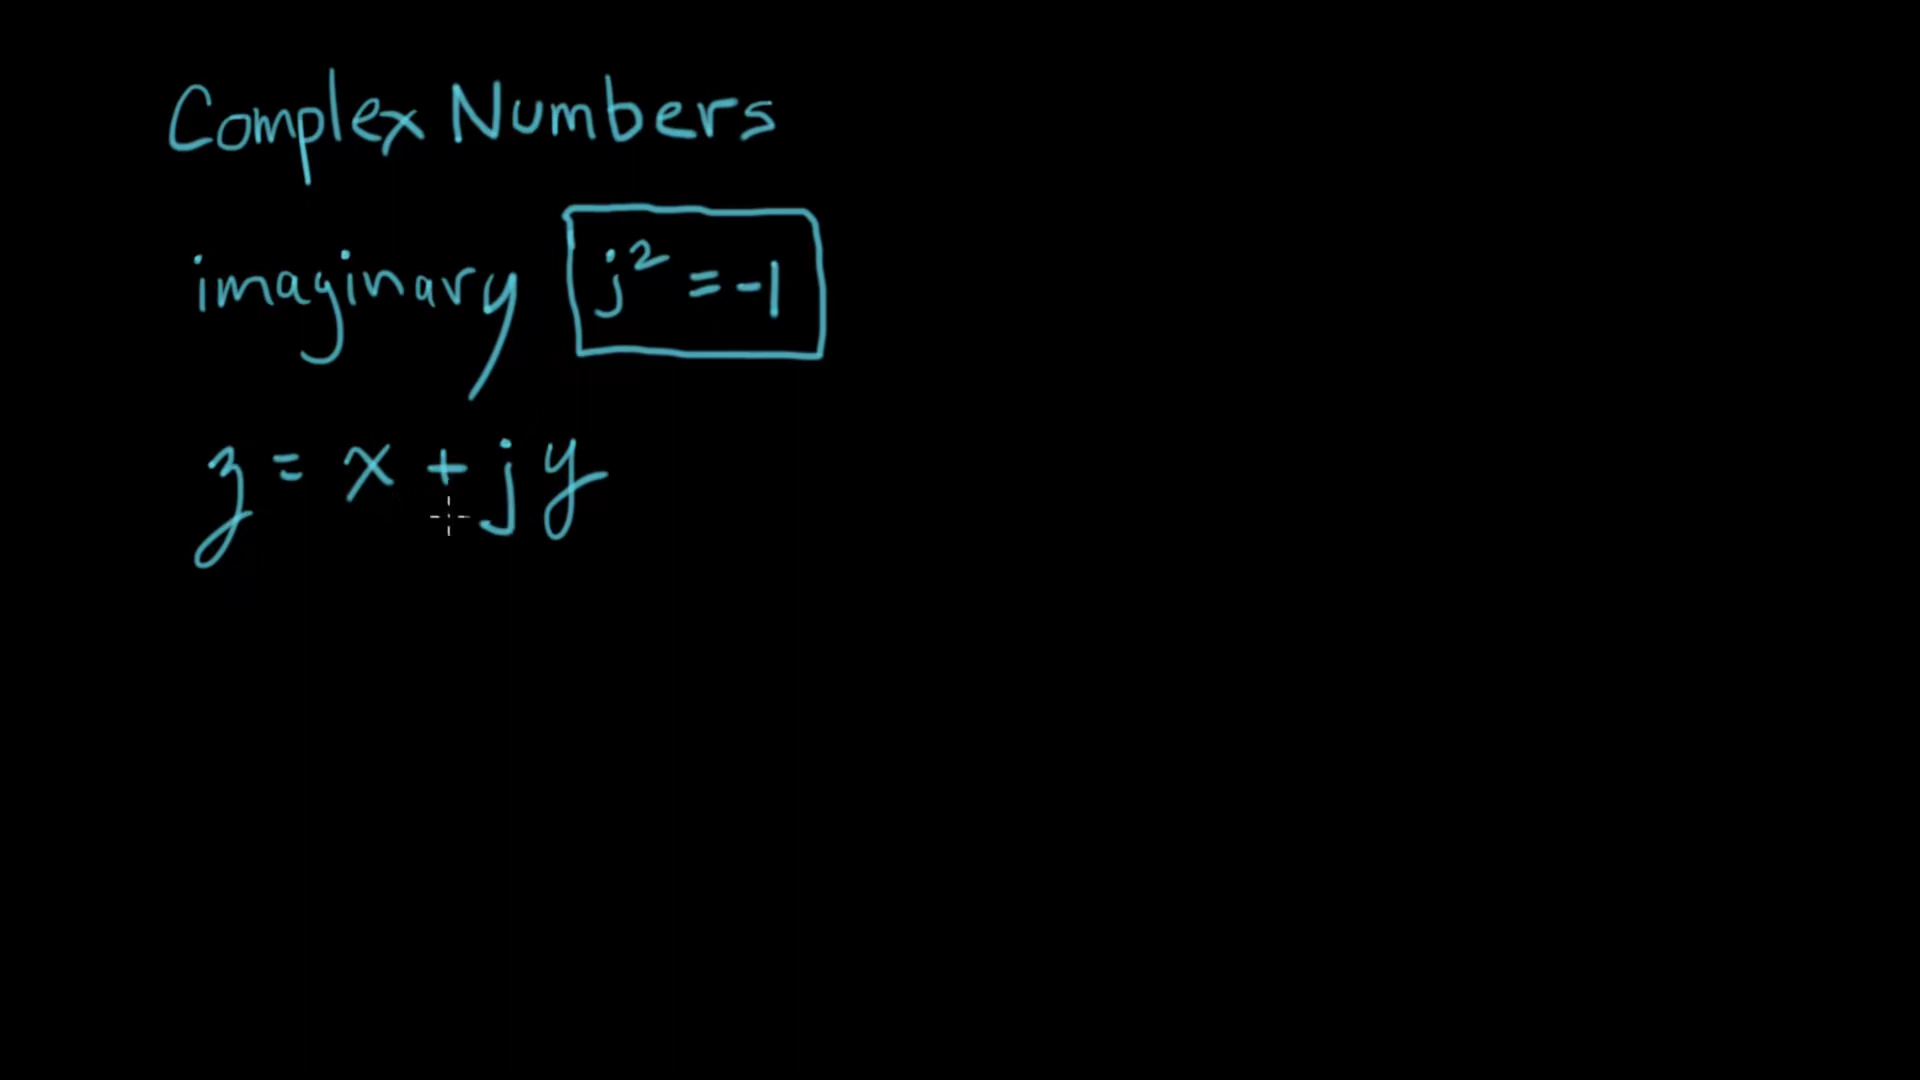 Complex Numbers
imaginary j² = -1
z = x + jy